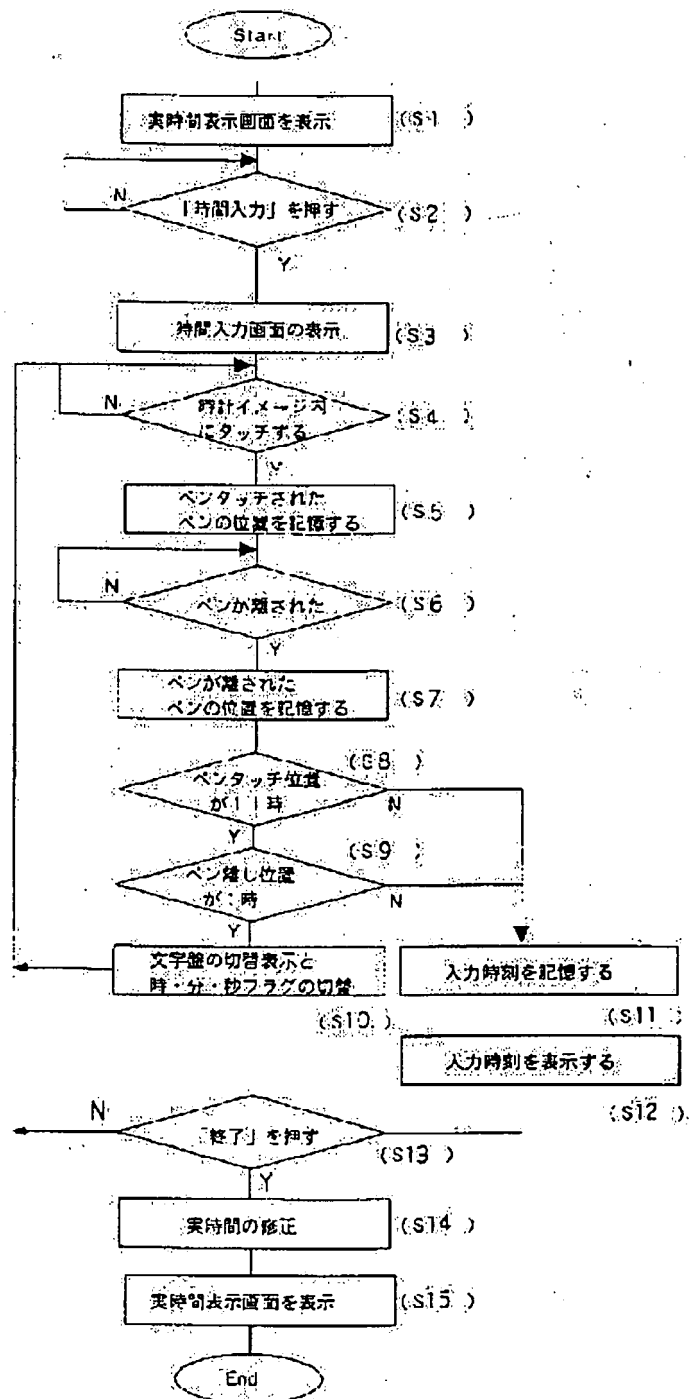 Start
実時間表示画面を表示
(S1)
N
「時間入力」を押す
(S2)
Y
時間入力画面の表示
(S3)
N
時計イメージ内
にタッチする
(S4)
Y
ペンタッチされた
ペンの位置を記憶する
(S5)
N
ペンが離された
(S6)
Y
ペンが離された
ペンの位置を記憶する
(S7)
(S8)
ペンタッチ位置
が11時
N
Y
(S9)
ペン離し位置
が1時
N
Y
文字盤の切替表示と
時・分・秒フラグの切替
入力時刻を記憶する
(S10)
(S11)
入力時刻を表示する
(S12)
N
「終了」を押す
(S13)
Y
実時間の修正
(S14)
実時間表示画面を表示
(S15)
End